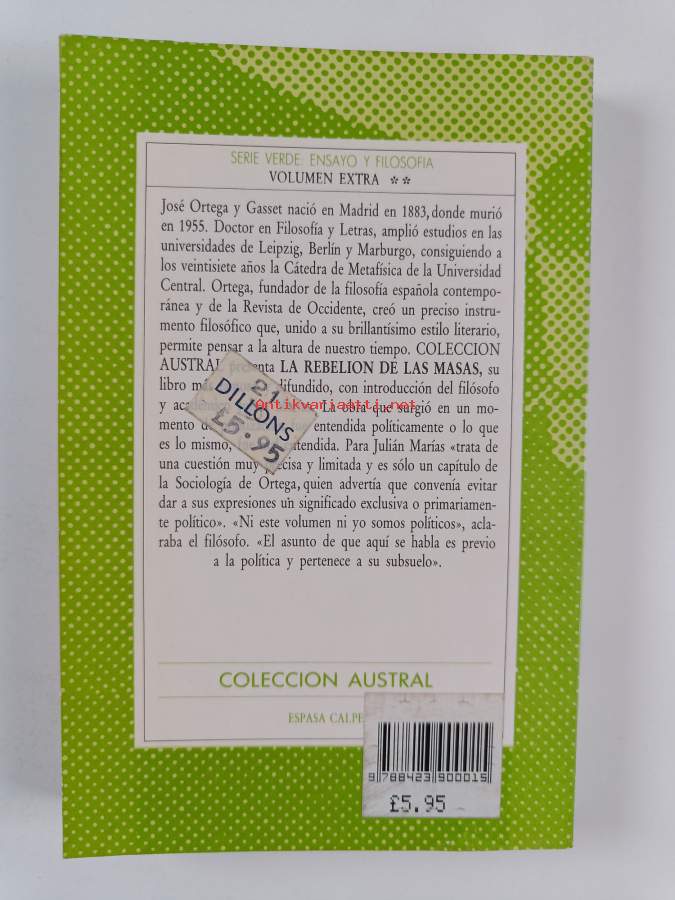 SERIE VERDE: ENSAYO Y FILOSOFIA
VOLUMEN EXTRA **
José Ortega y Gasset nació en Madrid en 1883, donde murió
en 1955. Doctor en Filosofía y Letras, amplió estudios en las
universidades de Leipzig, Berlín y Marburgo, consiguiendo a
los veintisiete años la Cátedra de Metafísica de la Universidad
Central. Ortega, fundador de la filosofía española contempo-
ránea y de la Revista de Occidente, creó un preciso instru-
mento filosófico que, unido a su brillantísimo estilo literario,
permite pensar a la altura de nuestro tiempo. COLECCION
AUSTRAL presenta LA REBELION DE LAS MASAS, su
libro difundido, con introducción del filósofo
y La obra que surgió en un mo-
mento entendida políticamente o lo que
es lo mismo, Para Julián Marías «trata de
una cuestión muy precisa y limitada y es sólo un capítulo de
la Sociología de Ortega, quien advertía que convenía evitar
dar a sus expresiones un significado exclusiva o primariamen-
te político». «Ni este volumen ni yo somos políticos», acla-
raba el filósofo. «El asunto de que aquí se habla es previo
a la política y pertenece a su subsuelo».
21
DILLONS
£5.95
antikvariaatti.net
COLECCION AUSTRAL
ESPASA CALPE
9 788423 900015
£5.95